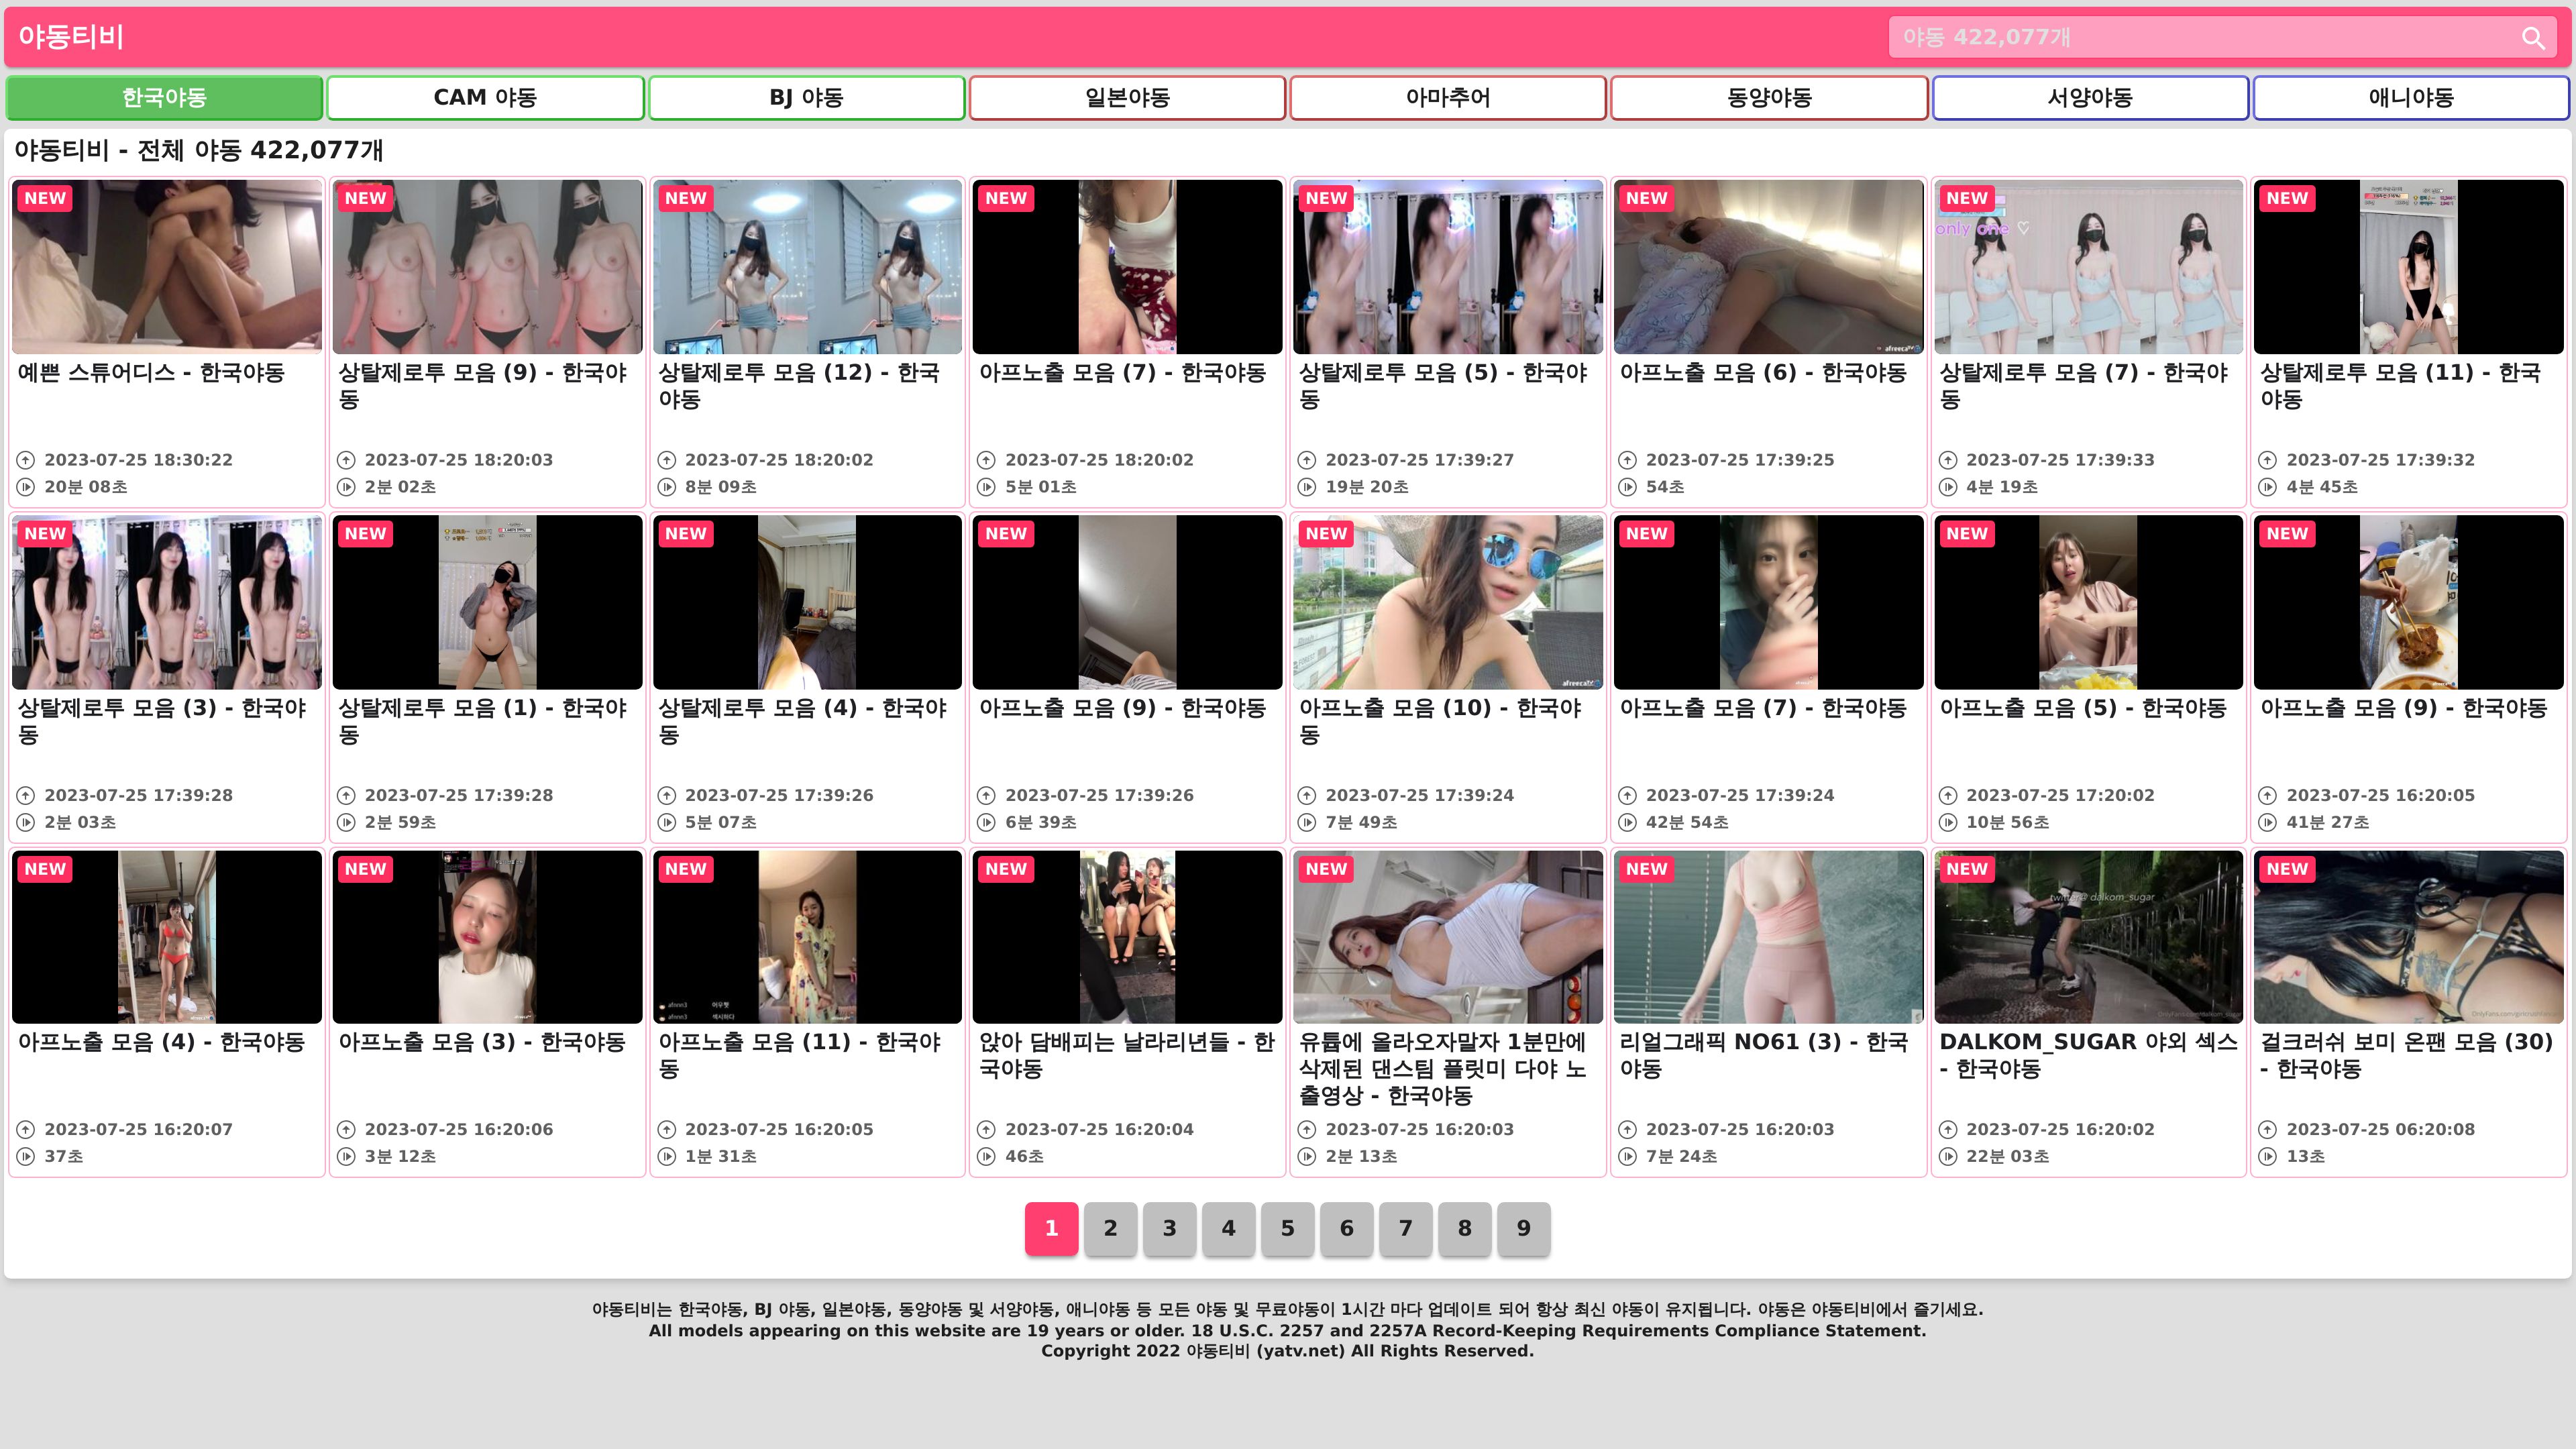 야동티비
야동 422,077개
한국야동
CAM 야동
BJ 야동
일본야동
아마추어
동양야동
서양야동
애니야동
야동티비 - 전체 야동 422,077개
NEW
NEW
NEW
NEW
NEW
NEW
afreecaTV
NEW
only one ♡
NEW
예쁜 스튜어디스 - 한국야동
2023-07-25 18:30:22
20분 08초
상탈제로투 모음 (9) - 한국야
동
2023-07-25 18:20:03
2분 02초
상탈제로투 모음 (12) - 한국
야동
2023-07-25 18:20:02
8분 09초
아프노출 모음 (7) - 한국야동
2023-07-25 18:20:02
5분 01초
상탈제로투 모음 (5) - 한국야
동
2023-07-25 17:39:27
19분 20초
아프노출 모음 (6) - 한국야동
2023-07-25 17:39:25
54초
상탈제로투 모음 (7) - 한국야
동
2023-07-25 17:39:33
4분 19초
상탈제로투 모음 (11) - 한국
야동
2023-07-25 17:39:32
4분 45초
NEW
NEW
NEW
NEW
NEW
afreecaTV
NEW
NEW
NEW
상탈제로투 모음 (3) - 한국야
동
2023-07-25 17:39:28
2분 03초
상탈제로투 모음 (1) - 한국야
동
2023-07-25 17:39:28
2분 59초
상탈제로투 모음 (4) - 한국야
동
2023-07-25 17:39:26
5분 07초
아프노출 모음 (9) - 한국야동
2023-07-25 17:39:26
6분 39초
아프노출 모음 (10) - 한국야
동
2023-07-25 17:39:24
7분 49초
아프노출 모음 (7) - 한국야동
2023-07-25 17:39:24
42분 54초
아프노출 모음 (5) - 한국야동
2023-07-25 17:20:02
10분 56초
아프노출 모음 (9) - 한국야동
2023-07-25 16:20:05
41분 27초
NEW
NEW
NEW
NEW
NEW
NEW
NEW
twitter@ dalkom_sugar
NEW
아프노출 모음 (4) - 한국야동
2023-07-25 16:20:07
37초
아프노출 모음 (3) - 한국야동
2023-07-25 16:20:06
3분 12초
아프노출 모음 (11) - 한국야
동
2023-07-25 16:20:05
1분 31초
앉아 담배피는 날라리년들 - 한
국야동
2023-07-25 16:20:04
46초
유튭에 올라오자말자 1분만에
삭제된 댄스팀 플릿미 다야 노
출영상 - 한국야동
2023-07-25 16:20:03
2분 13초
리얼그래픽 NO61 (3) - 한국
야동
2023-07-25 16:20:03
7분 24초
DALKOM_SUGAR 야외 섹스
- 한국야동
2023-07-25 16:20:02
22분 03초
걸크러쉬 보미 온팬 모음 (30)
- 한국야동
2023-07-25 06:20:08
13초
1 2 3 4 5 6 7 8 9
야동티비는 한국야동, BJ 야동, 일본야동, 동양야동 및 서양야동, 애니야동 등 모든 야동 및 무료야동이 1시간 마다 업데이트 되어 항상 최신 야동이 유지됩니다. 야동은 야동티비에서 즐기세요.
All models appearing on this website are 19 years or older. 18 U.S.C. 2257 and 2257A Record-Keeping Requirements Compliance Statement.
Copyright 2022 야동티비 (yatv.net) All Rights Reserved.